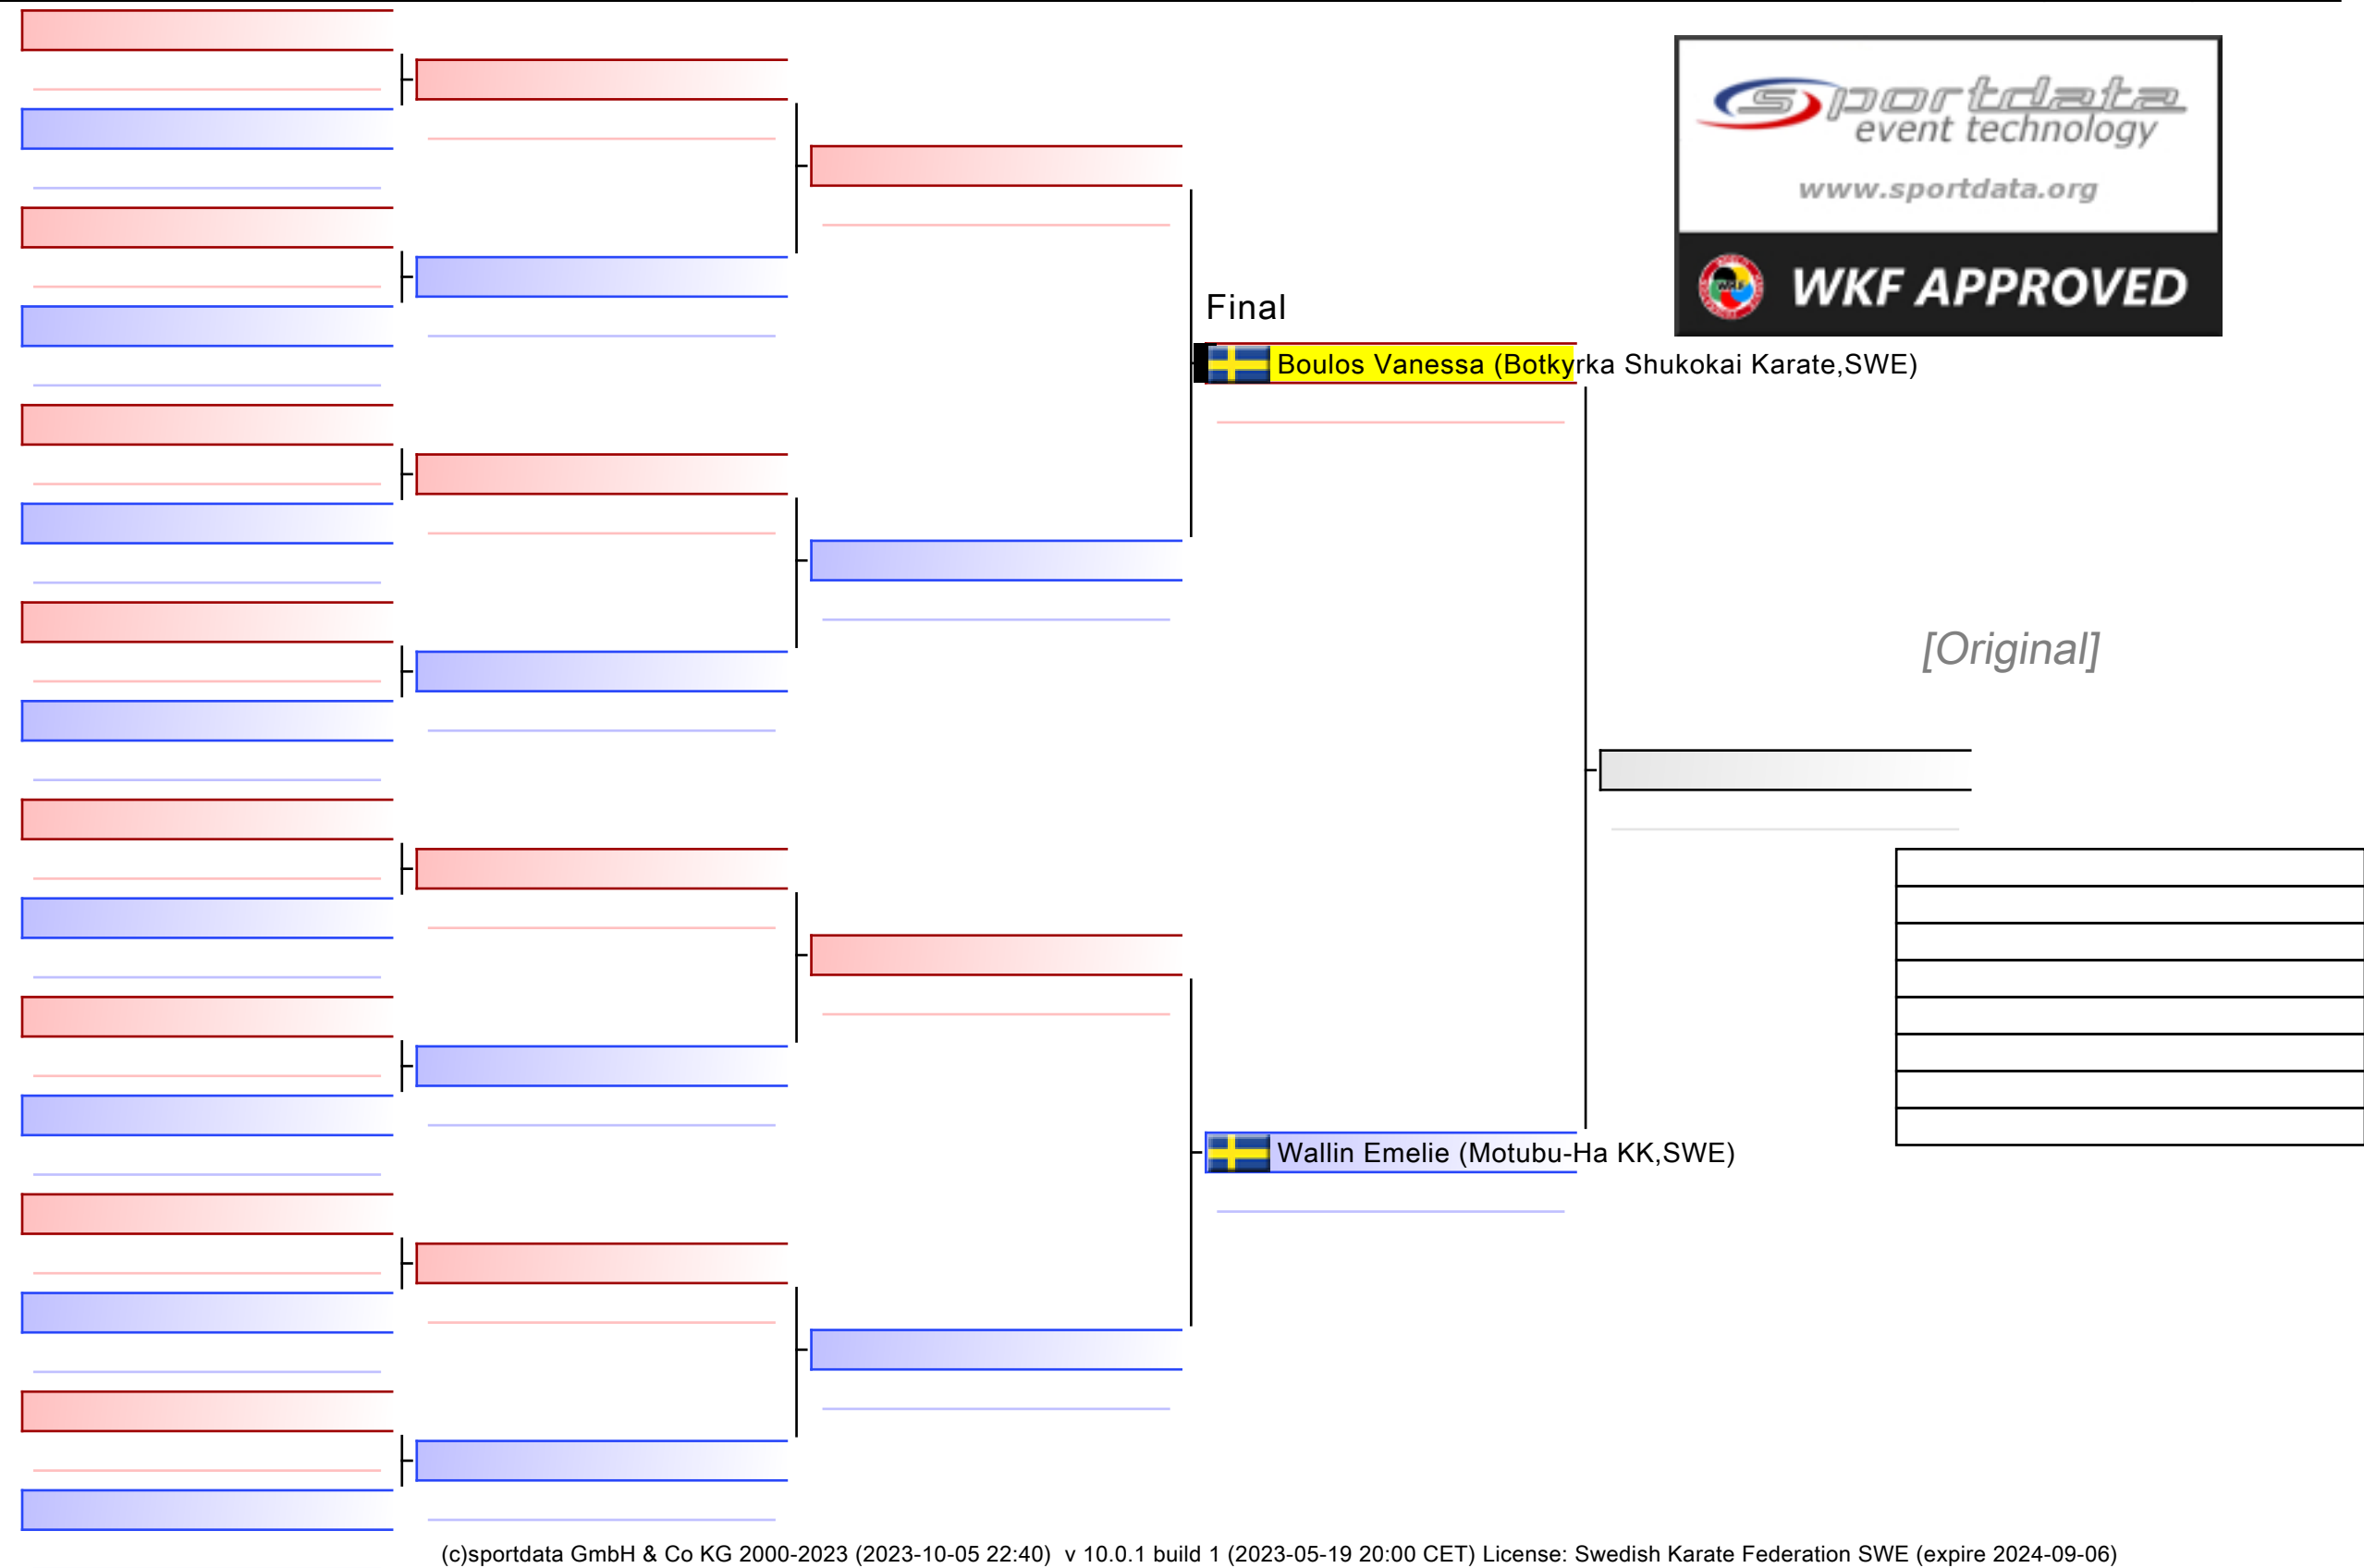 sportdata
event technology
www.sportdata.org
WKF APPROVED
Final
Boulos Vanessa (Botkyrka Shukokai Karate,SWE)
[Original]
Wallin Emelie (Motubu-Ha KK,SWE)
(c)sportdata GmbH & Co KG 2000-2023 (2023-10-05 22:40)  v 10.0.1 build 1 (2023-05-19 20:00 CET) License: Swedish Karate Federation SWE (expire 2024-09-06)